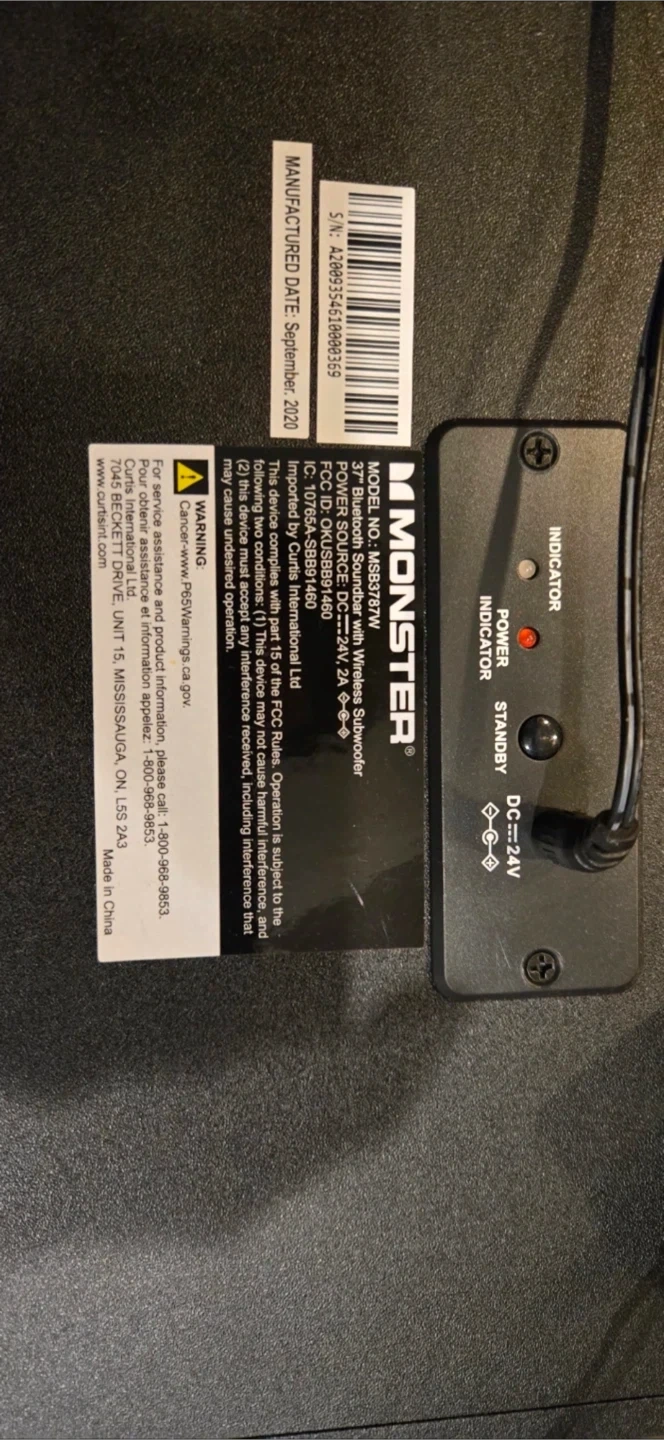 INDICATOR
POWER
INDICATOR
STANDBY
DC 24V
S/N: A2009354610000369
MANUFACTURED DATE: September. 2020
MONSTER®
MODEL NO.: MSB3787W
37" Bluetooth Soundbar with Wireless Subwoofer
POWER SOURCE: DC 24V, 2A
FCC ID: OKUSBB91460
IC: 10765A-SBB91460
Imported by Curtis International Ltd
This device complies with part 15 of the FCC Rules. Operation is subject to the
following two conditions: (1) This device may not cause harmful interference, and
(2) this device must accept any interference received, including interference that
may cause undesired operation.
WARNING:
Cancer-www.P65Warnings.ca.gov.
For service assistance and product information, please call: 1-800-968-9853.
Pour obtenir assistance et information appelez: 1-800-968-9853.
Curtis International Ltd.
7045 BECKETT DRIVE, UNIT 15, MISSISSAUGA, ON, L5S 2A3
www.curtisint.com Made in China